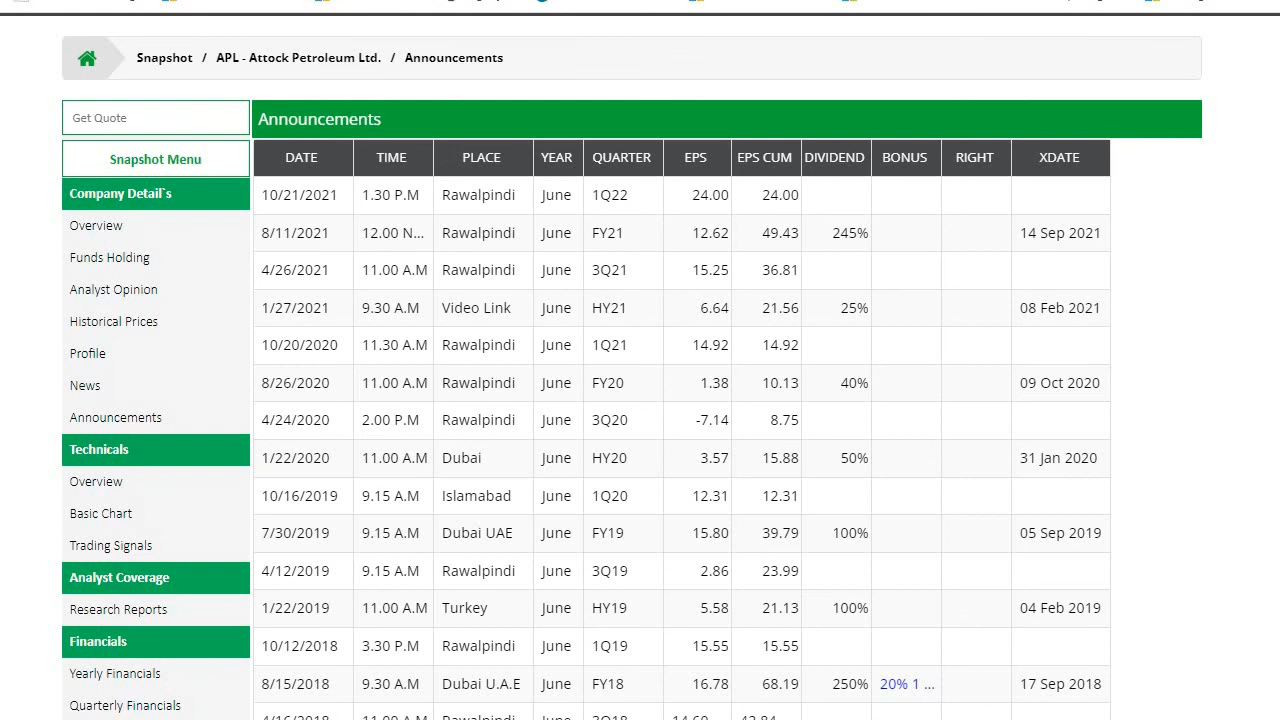 Snapshot / APL - Attock Petroleum Ltd. / Announcements
Get Quote
Announcements
Snapshot Menu
Company Detail`s
Overview
Funds Holding
Analyst Opinion
Historical Prices
Profile
News
Announcements
Technicals
Overview
Basic Chart
Trading Signals
Analyst Coverage
Research Reports
Financials
Yearly Financials
Quarterly Financials
DATE TIME PLACE YEAR QUARTER EPS EPS CUM DIVIDEND BONUS RIGHT XDATE
10/21/2021 1.30 P.M Rawalpindi June 1Q22 24.00 24.00
8/11/2021 12.00 N... Rawalpindi June FY21 12.62 49.43 245% 14 Sep 2021
4/26/2021 11.00 A.M Rawalpindi June 3Q21 15.25 36.81
1/27/2021 9.30 A.M Video Link June HY21 6.64 21.56 25% 08 Feb 2021
10/20/2020 11.30 A.M Rawalpindi June 1Q21 14.92 14.92
8/26/2020 11.00 A.M Rawalpindi June FY20 1.38 10.13 40% 09 Oct 2020
4/24/2020 2.00 P.M Rawalpindi June 3Q20 -7.14 8.75
1/22/2020 11.00 A.M Dubai June HY20 3.57 15.88 50% 31 Jan 2020
10/16/2019 9.15 A.M Islamabad June 1Q20 12.31 12.31
7/30/2019 9.15 A.M Dubai UAE June FY19 15.80 39.79 100% 05 Sep 2019
4/12/2019 9.15 A.M Rawalpindi June 3Q19 2.86 23.99
1/22/2019 11.00 A.M Turkey June HY19 5.58 21.13 100% 04 Feb 2019
10/12/2018 3.30 P.M Rawalpindi June 1Q19 15.55 15.55
8/15/2018 9.30 A.M Dubai U.A.E June FY18 16.78 68.19 250% 20% 1 ... 17 Sep 2018
4/16/2018 11.00 A.M Rawalpindi June 3Q18